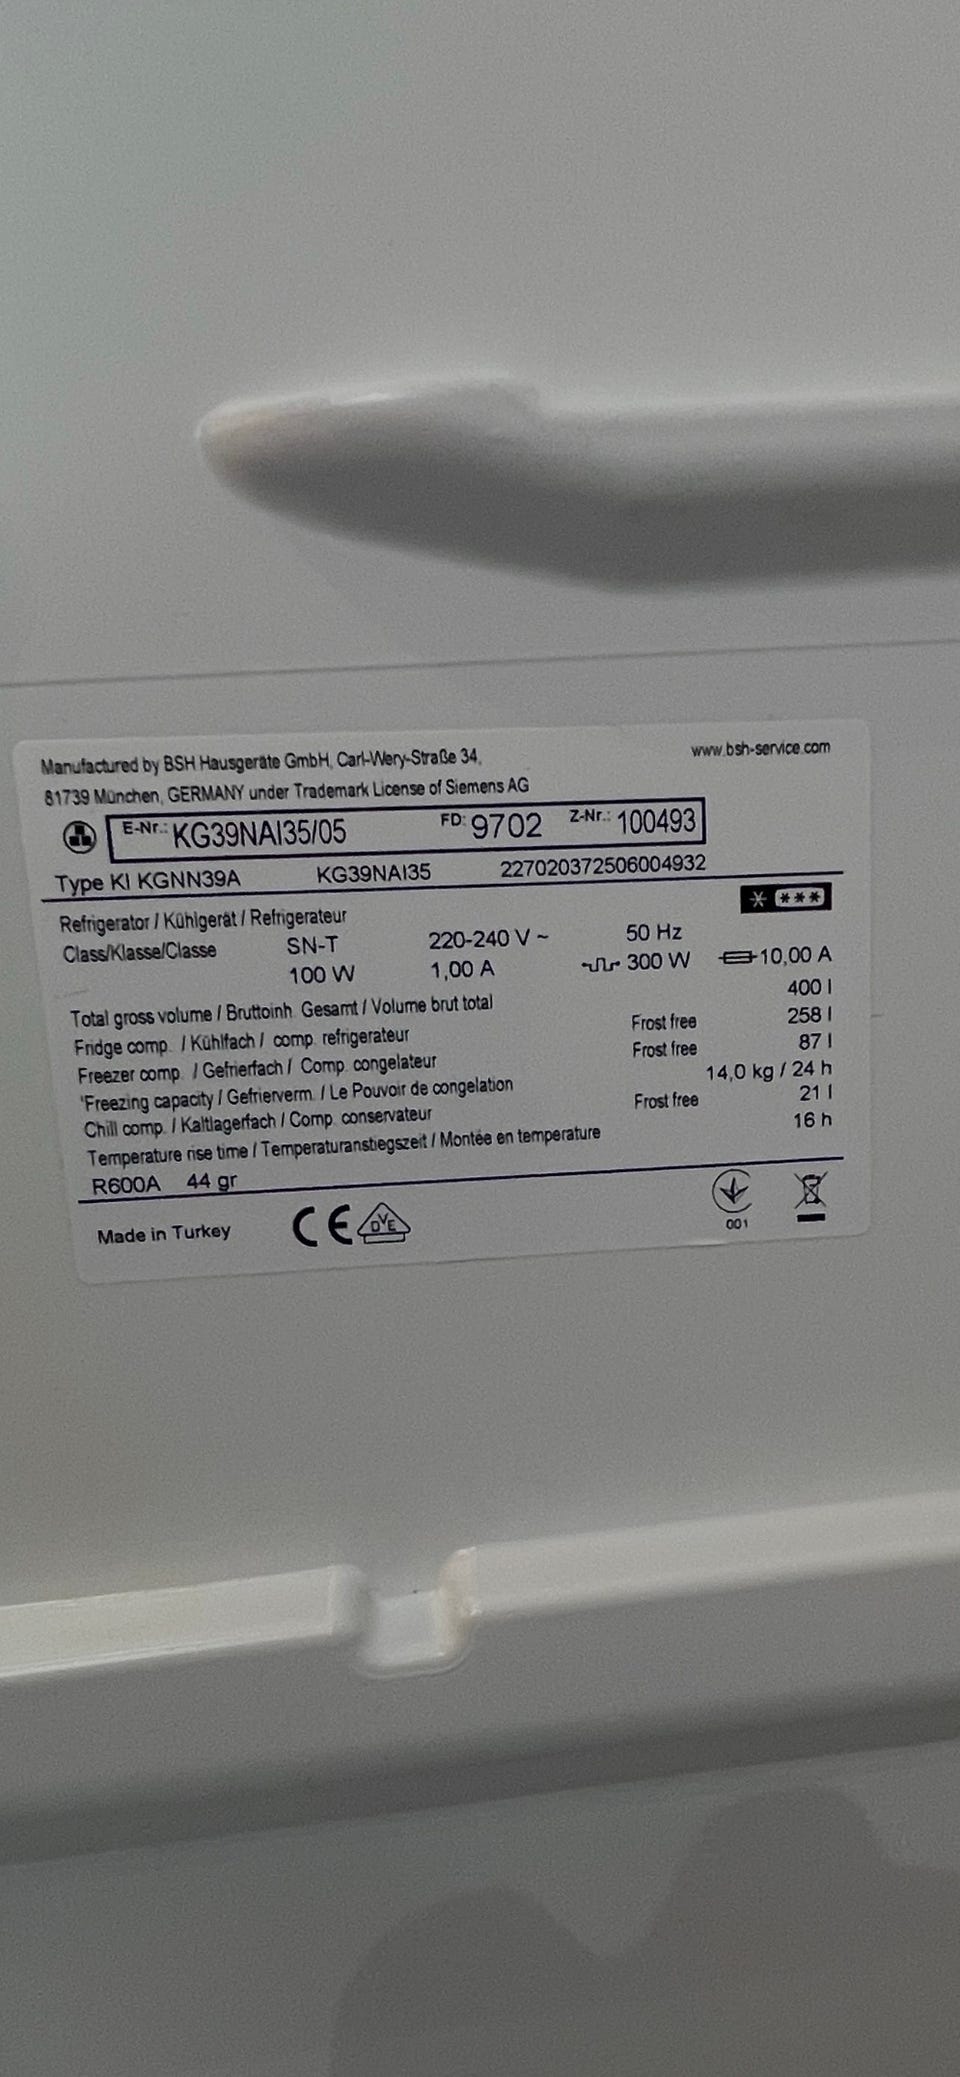 Manufactured by BSH Hausgeräte GmbH, Carl-Wery-Straße 34, www.bsh-service.com
81739 München, GERMANY under Trademark License of Siemens AG
E-Nr.: KG39NAI35/05 FD: 9702 Z-Nr.: 100493
Type KI KGNN39A KG39NAI35 227020372506004932
Refrigerator / Kühlgerät / Refrigerateur
Class/Klasse/Classe SN-T 220-240 V ~ 50 Hz
100 W 1,00 A 300 W 10,00 A
Total gross volume / Bruttoinh. Gesamt / Volume brut total 400 l
Fridge comp. / Kühlfach / comp. refrigerateur Frost free 258 l
Freezer comp. / Gefrierfach / Comp. congelateur Frost free 87 l
'Freezing capacity / Gefrierverm. / Le Pouvoir de congelation 14,0 kg / 24 h
Chill comp. / Kaltlagerfach / Comp. conservateur Frost free 21 l
Temperature rise time / Temperaturanstiegszeit / Montée en temperature 16 h
R600A 44 gr
Made in Turkey CE DVE 001